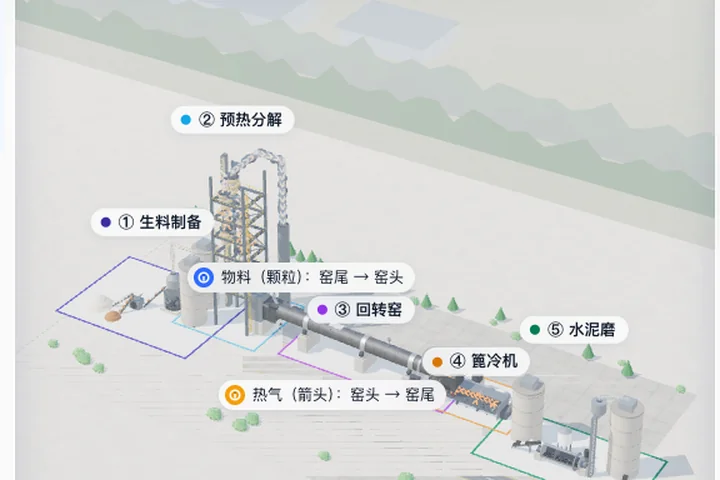 ② 预热分解
① 生料制备
物料（颗粒）：窑尾 → 窑头
③ 回转窑
⑤ 水泥磨
④ 篦冷机
热气（箭头）：窑头 → 窑尾